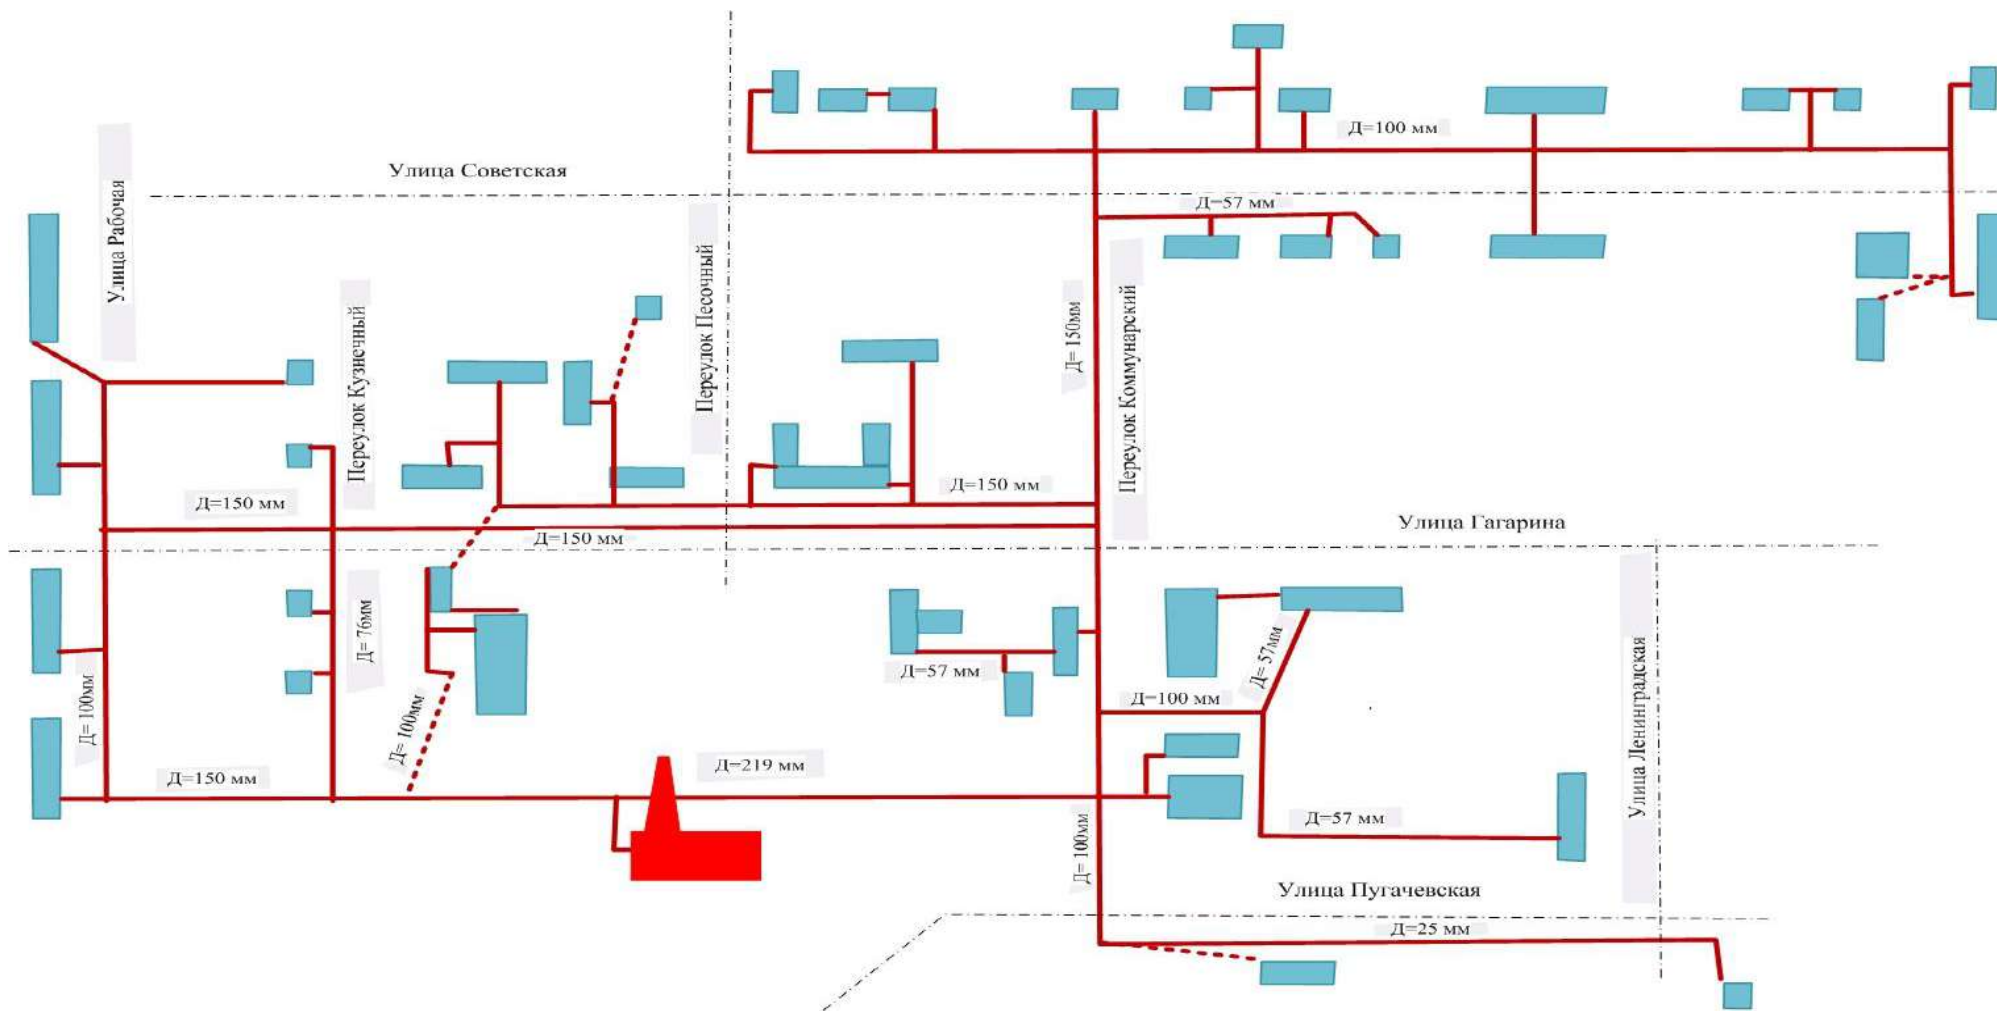 Д=100 мм
Улица Советская
Д=57 мм
Улица Рабочая
Переулок Кузнечный
Переулок Песочный
Д= 150мм
Переулок Коммунарский
Д=150 мм
Д=150 мм
Д=150 мм
Улица Гагарина
Д= 76мм
Д=57 мм
Д= 57мм
Д=100 мм
Д= 100мм
Д= 100мм
Улица Ленинградская
Д=150 мм
Д=219 мм
Д=57 мм
Д= 100мм
Улица Пугачевская
Д=25 мм